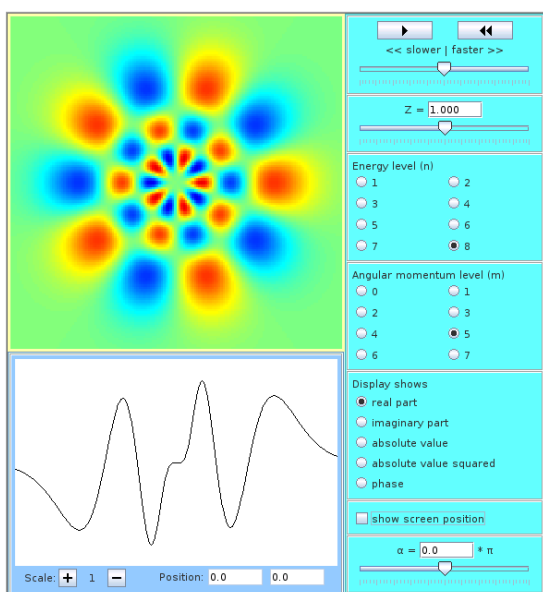 << slower | faster >>
Z = 1.000
Energy level (n)
1 2
3 4
5 6
7 8
Angular momentum level (m)
0 1
2 3
4 5
6 7
Display shows
real part
imaginary part
absolute value
absolute value squared
phase
show screen position
α = 0.0 * π
Scale: + 1 − Position: 0.0 0.0